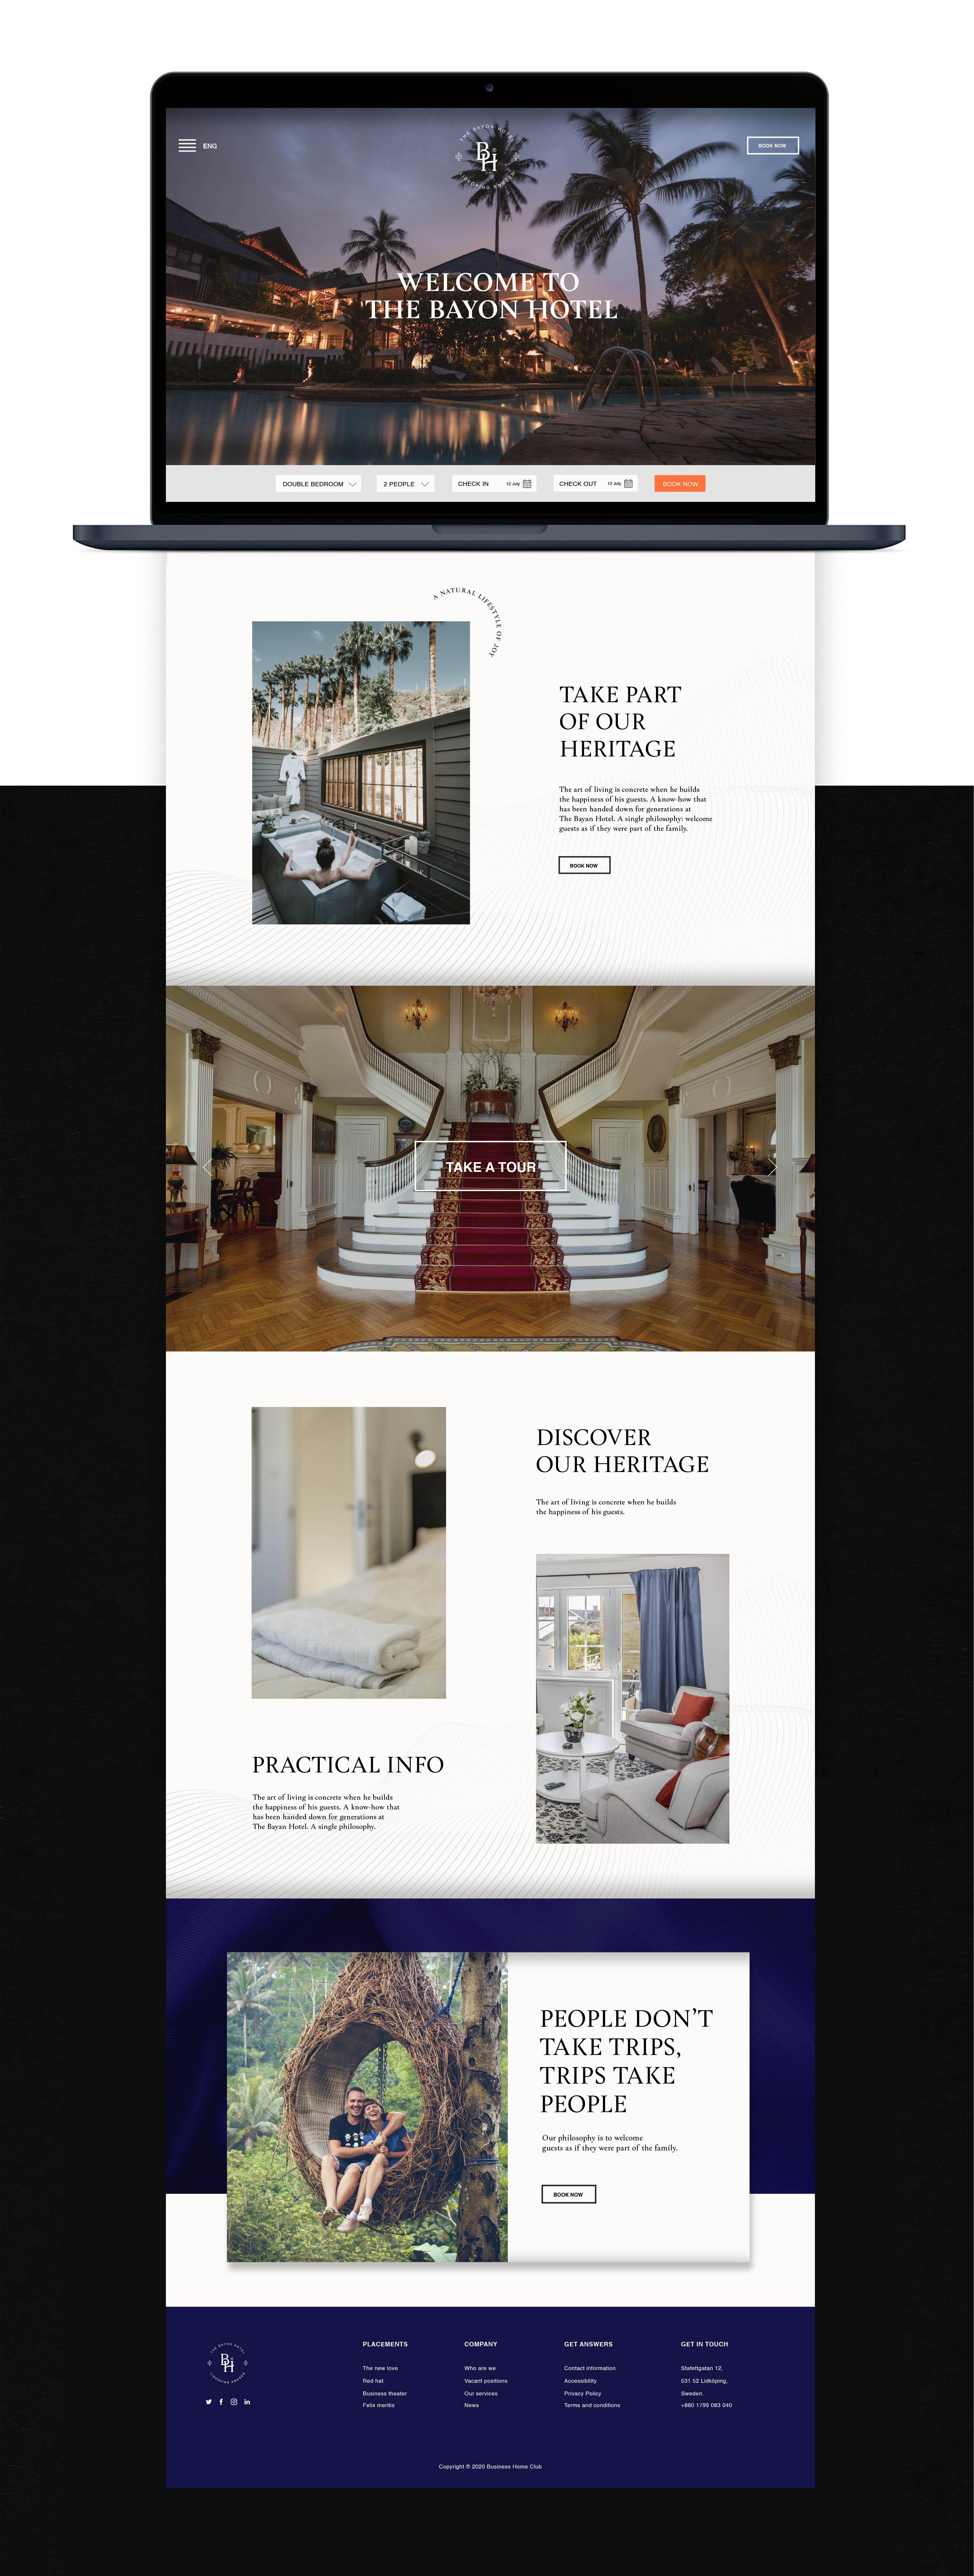 ENG
THE BAYON HOTEL
BH
LIDKÖPING SWEDEN
BOOK NOW
WELCOME TO
THE BAYON HOTEL
DOUBLE BEDROOM
2 PEOPLE
CHECK IN 12 July
CHECK OUT 12 July
BOOK NOW
A NATURAL LIFESTYLE OF JOY
TAKE PART
OF OUR
HERITAGE
The art of living is concrete when he builds
the happiness of his guests. A know-how that
has been handed down for generations at
The Bayan Hotel. A single philosophy: welcome
guests as if they were part of the family.
BOOK NOW
TAKE A TOUR
DISCOVER
OUR HERITAGE
The art of living is concrete when he builds
the happiness of his guests.
PRACTICAL INFO
The art of living is concrete when he builds
the happiness of his guests. A know-how that
has been handed down for generations at
The Bayan Hotel. A single philosophy.
PEOPLE DON’T
TAKE TRIPS,
TRIPS TAKE
PEOPLE
Our philosophy is to welcome
guests as if they were part of the family.
BOOK NOW
THE BAYON HOTEL
BH
LIDKÖPING SWEDEN
PLACEMENTS
The new love
Red hat
Business theater
Felix meritis
COMPANY
Who are we
Vacant positions
Our services
News
GET ANSWERS
Contact information
Accessibility
Privacy Policy
Terms and conditions
GET IN TOUCH
Stafettgatan 12,
531 52 Lidköping,
Sweden.
+880 1799 083 040
Copyright © 2020 Business Home Club